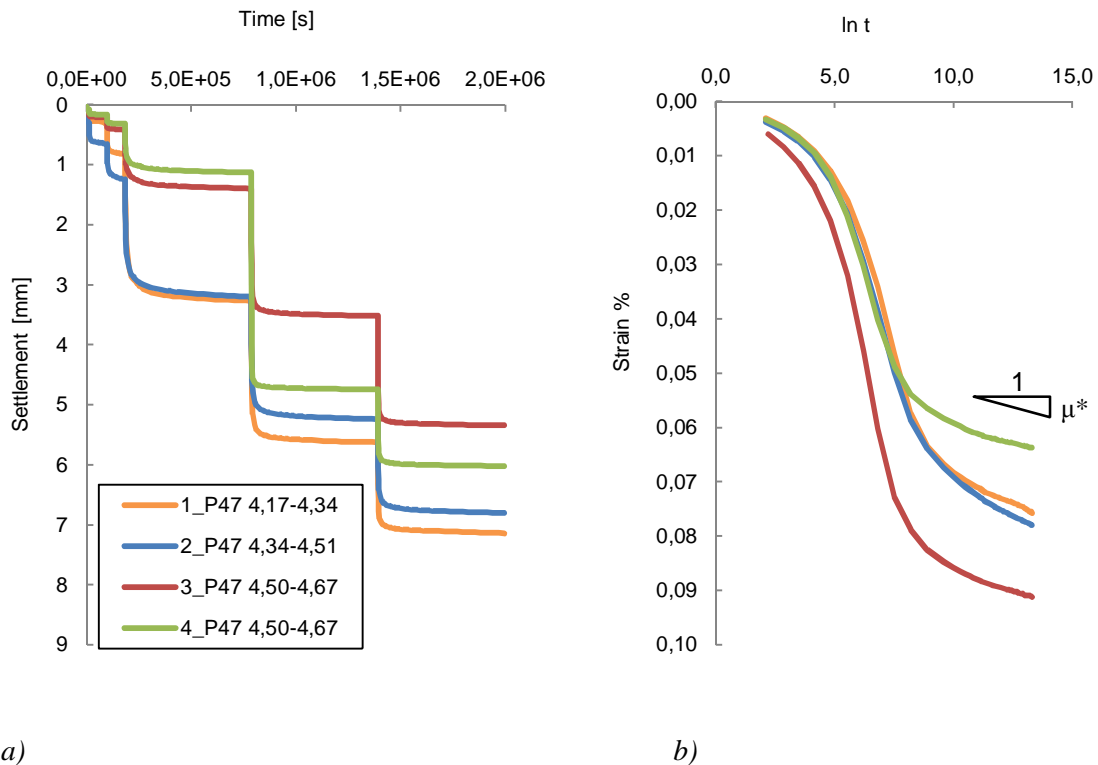 Time [s]
0,0E+00 5,0E+05 1,0E+06 1,5E+06 2,0E+06
0
1
2
3
4
5
6
7
8
9
Settlement [mm]
1_P47 4,17-4,34
2_P47 4,34-4,51
3_P47 4,50-4,67
4_P47 4,50-4,67
a)
ln t
0,0 5,0 10,0 15,0
0,00
0,01
0,02
0,03
0,04
0,05
0,06
0,07
0,08
0,09
0,10
Strain %
1
μ*
b)